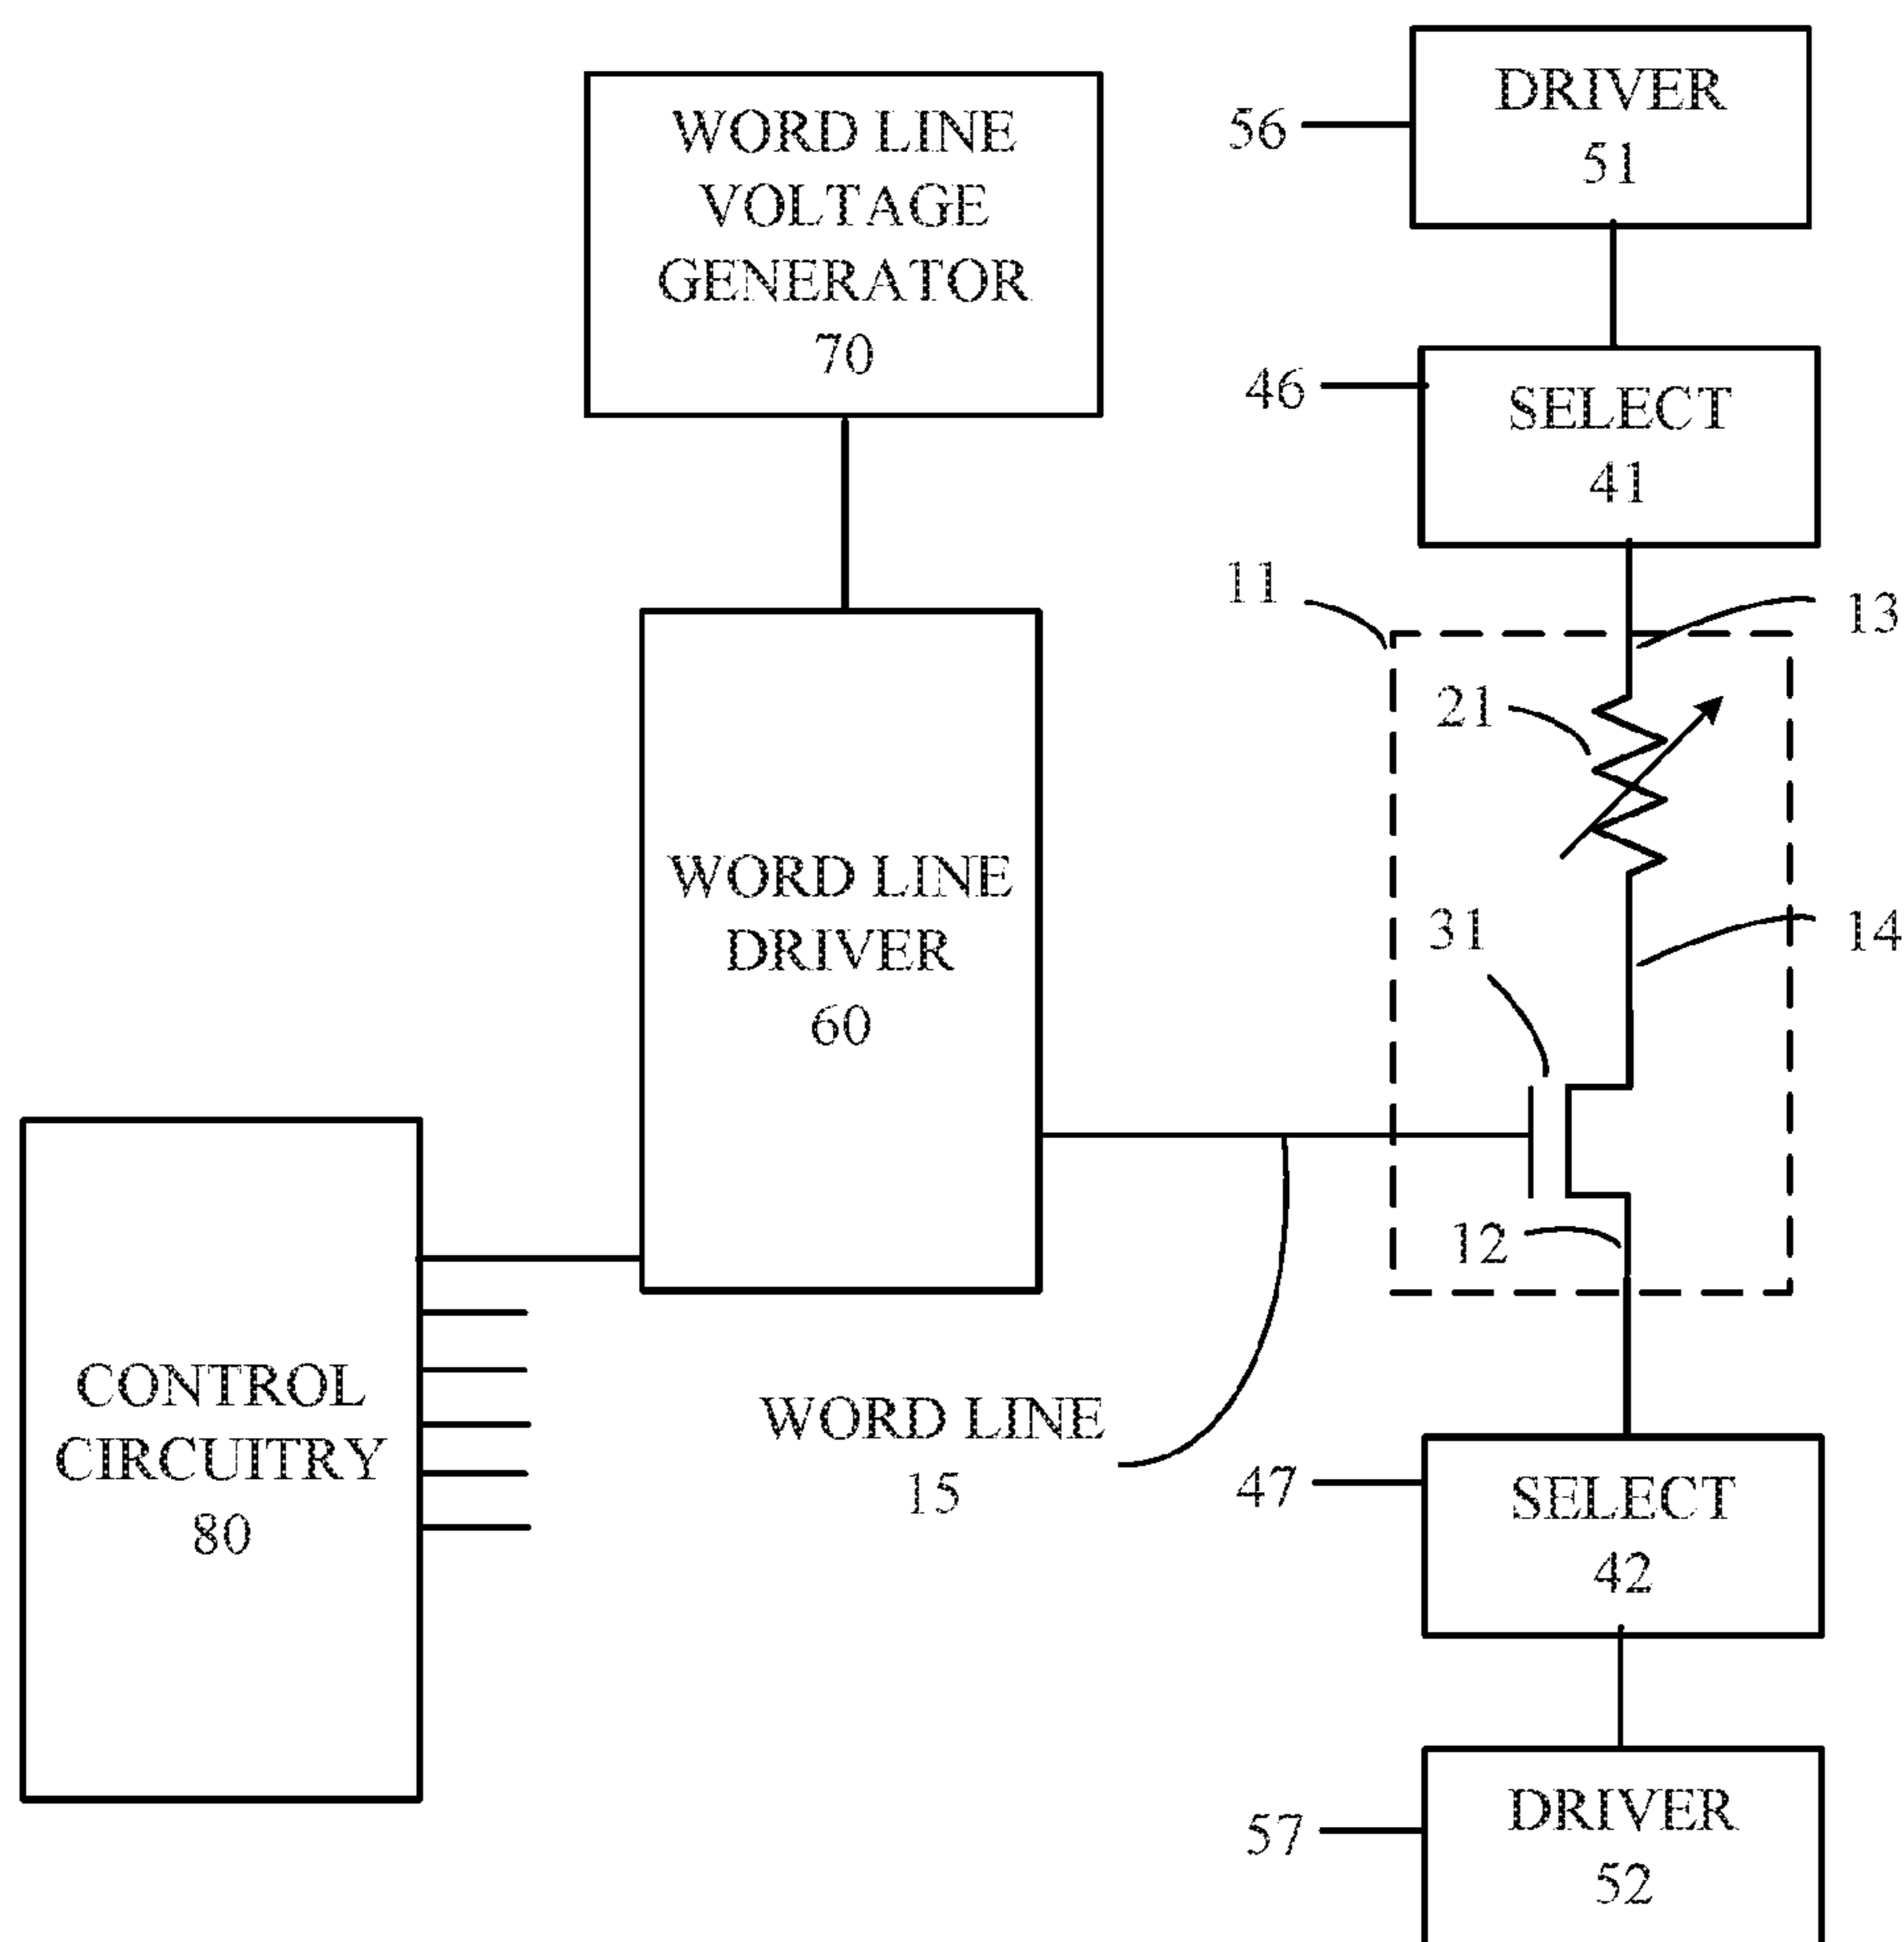 DRIVER
51
56
WORD LINE
VOLTAGE
GENERATOR
70
46
SELECT
41
11
13
21
WORD LINE
DRIVER
60
31
14
12
CONTROL
CIRCUITRY
80
WORD LINE
15
47
SELECT
42
57
DRIVER
52